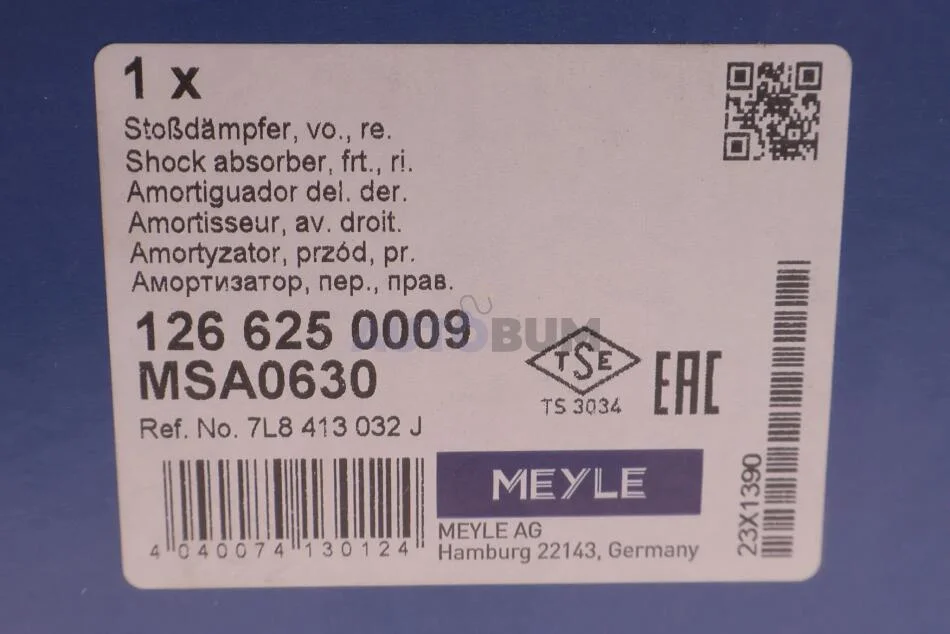 1 x
Stoßdämpfer, vo., re.
Shock absorber, frt., ri.
Amortiguador del. der.
Amortisseur, av. droit.
Amortyzator, przód, pr.
Амортизатор, пер., прав.
126 625 0009
AUTOBUM
MSA0630
TSE
TS 3034
EAC
Ref. No. 7L8 413 032 J
4 040074 130124
MEYLE
MEYLE AG
Hamburg 22143, Germany
23X1390